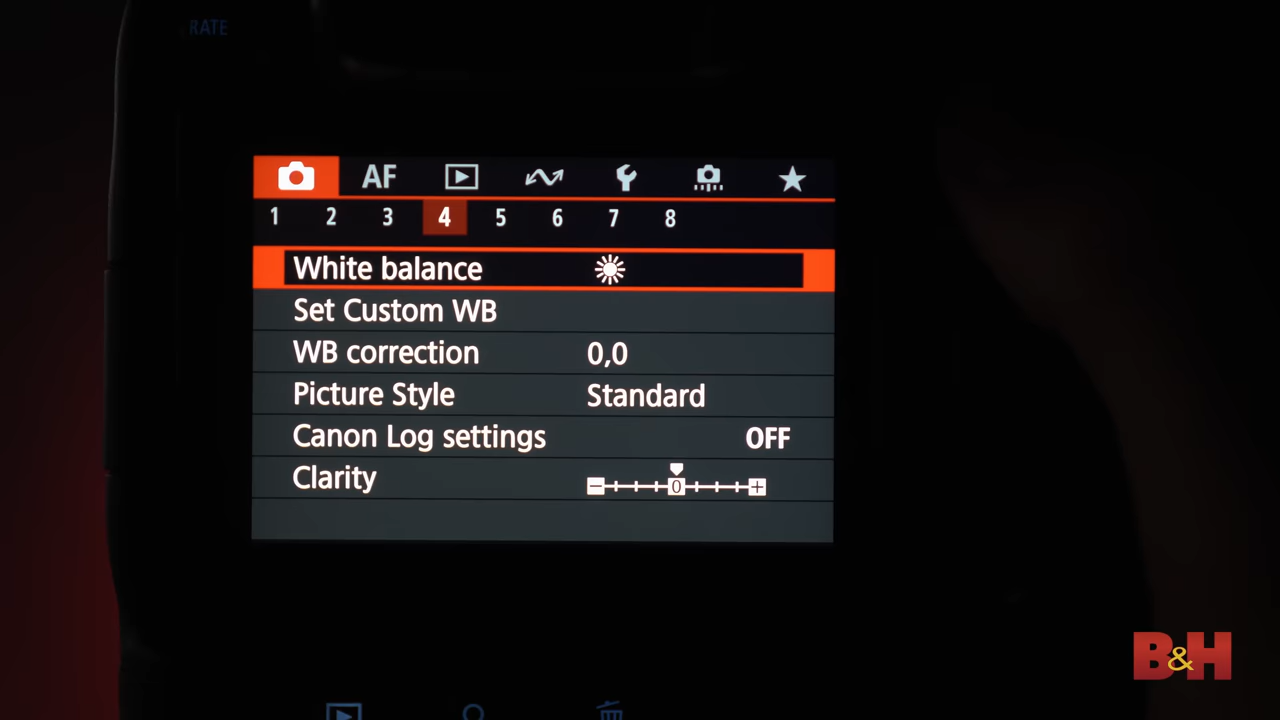 RATE
AF
1 2 3 4 5 6 7 8
White balance
Set Custom WB
WB correction 0,0
Picture Style Standard
Canon Log settings OFF
Clarity - 0 +
B&H